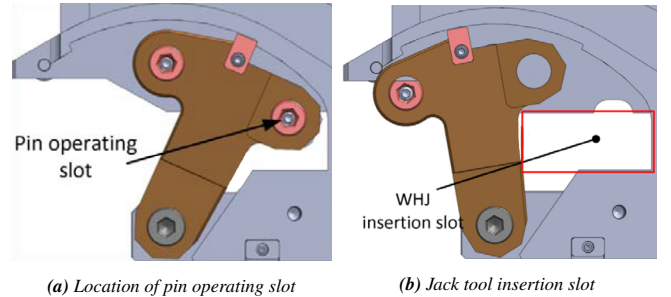 Pin operating
slot
WHJ
insertion slot
(a) Location of pin operating slot
(b) Jack tool insertion slot